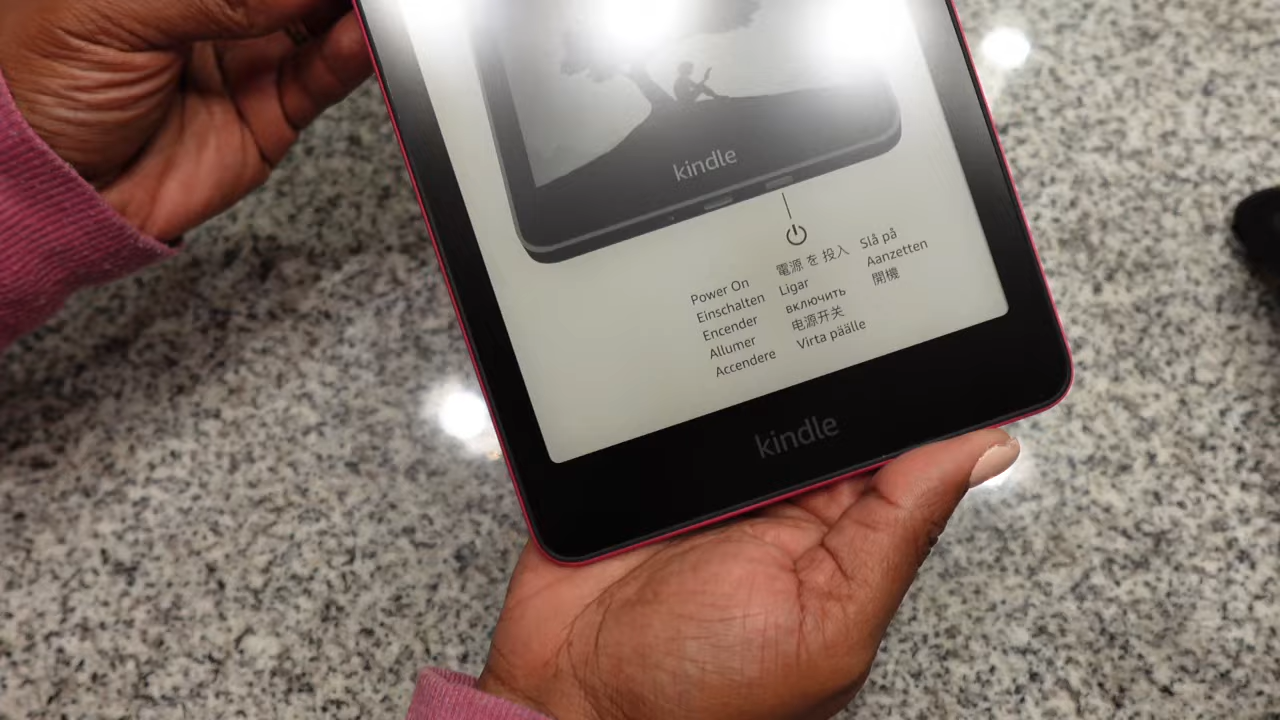 kindle
Power On
Einschalten
Encender
Allumer
Accendere
電源 を 投入
Ligar
включить
电源开关
Virta päälle
Slå på
Aanzetten
開機
kindle